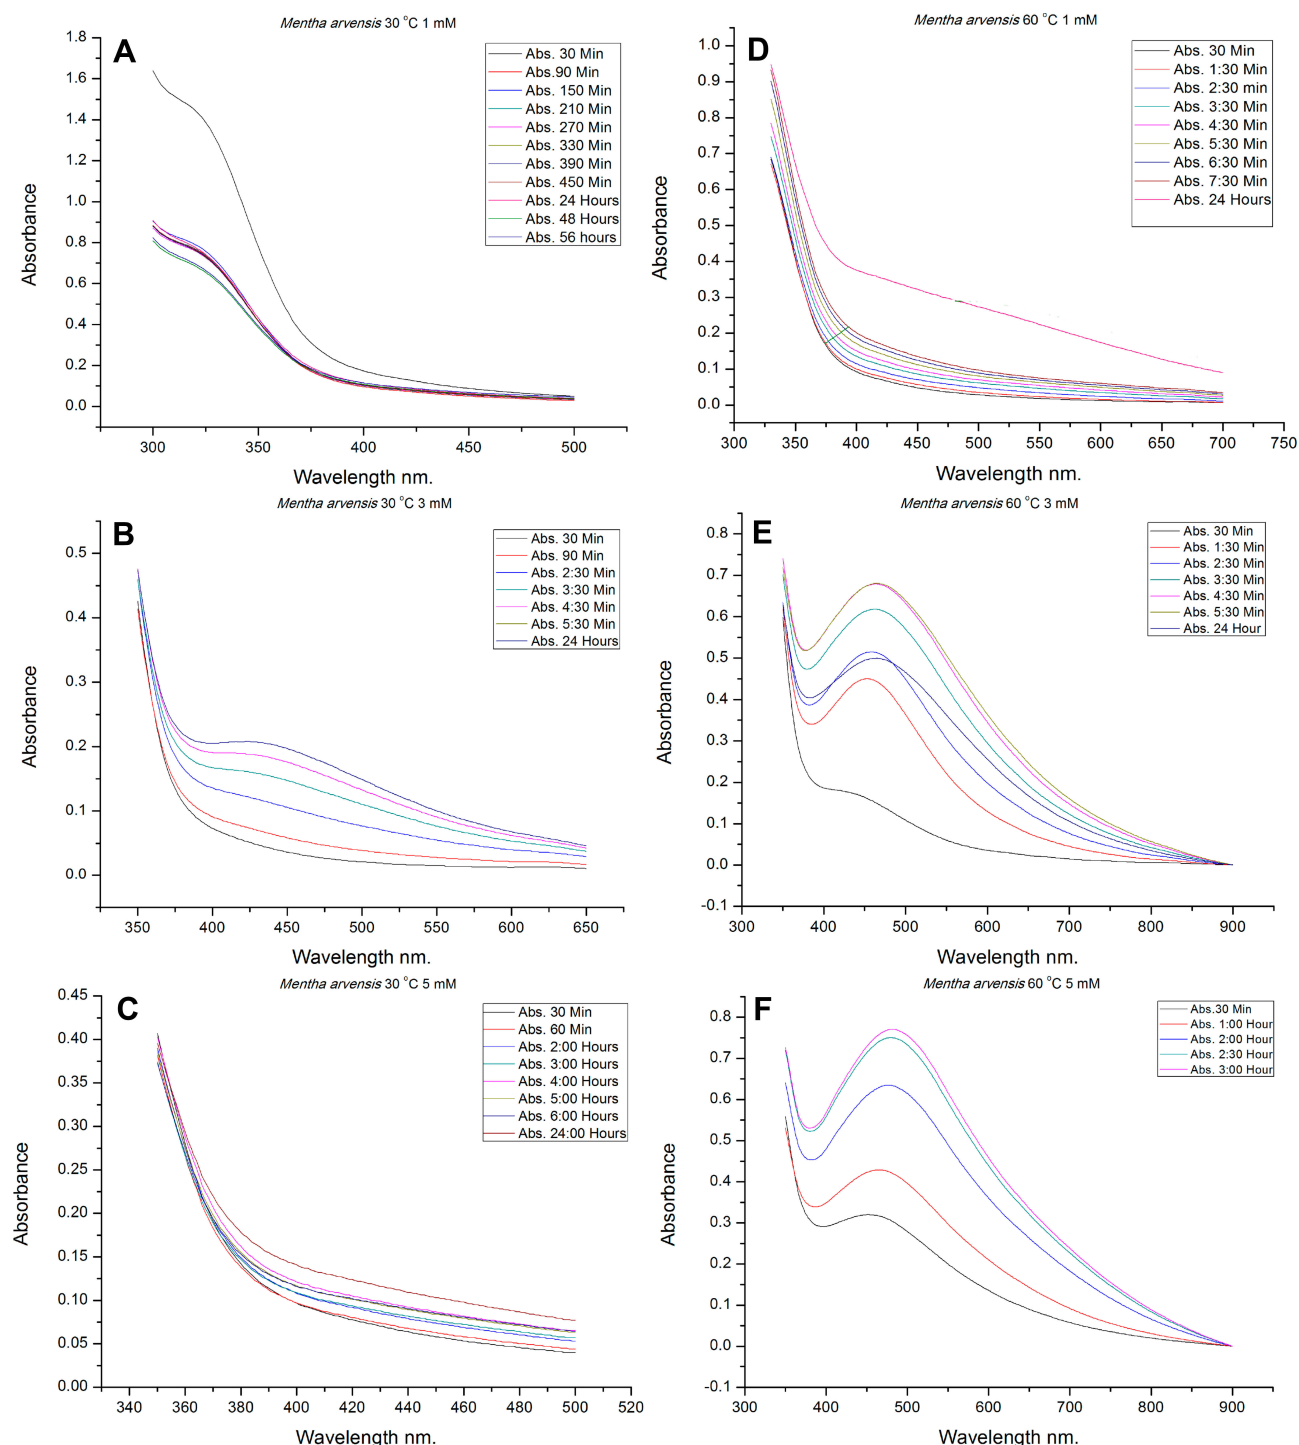 Mentha arvensis 30 °C 1 mM
A
Abs. 30 Min
Abs.90 Min
Abs. 150 Min
Abs. 210 Min
Abs. 270 Min
Abs. 330 Min
Abs. 390 Min
Abs. 450 Min
Abs. 24 Hours
Abs. 48 Hours
Abs. 56 hours
Absorbance
1.8
1.6
1.4
1.2
1.0
0.8
0.6
0.4
0.2
0.0
300 350 400 450 500
Wavelength nm.
Mentha arvensis 60 °C 1 mM
D
Abs. 30 Min
Abs. 1:30 Min
Abs. 2:30 min
Abs. 3:30 Min
Abs. 4:30 Min
Abs. 5:30 Min
Abs. 6:30 Min
Abs. 7:30 Min
Abs. 24 Hours
Absorbance
1.0
0.9
0.8
0.7
0.6
0.5
0.4
0.3
0.2
0.1
0.0
300 350 400 450 500 550 600 650 700 750
Wavelength nm.
Mentha arvensis 30 °C 3 mM
B
Abs. 30 Min
Abs. 90 Min
Abs. 2:30 Min
Abs. 3:30 Min
Abs. 4:30 Min
Abs. 5:30 Min
Abs. 24 Hours
Absorbance
0.5
0.4
0.3
0.2
0.1
0.0
350 400 450 500 550 600 650
Wavelength nm.
Mentha arvensis 60 °C 3 mM
E
Abs. 30 Min
Abs. 1:30 Min
Abs. 2:30 Min
Abs. 3:30 Min
Abs. 4:30 Min
Abs. 5:30 Min
Abs. 24 Hour
Absorbance
0.8
0.7
0.6
0.5
0.4
0.3
0.2
0.1
0.0
-0.1
300 400 500 600 700 800 900
Wavelength nm.
Mentha arvensis 30 °C 5 mM
C
Abs. 30 Min
Abs. 60 Min
Abs. 2:00 Hours
Abs. 3:00 Hours
Abs. 4:00 Hours
Abs. 5:00 Hours
Abs. 6:00 Hours
Abs. 24:00 Hours
Absorbance
0.45
0.40
0.35
0.30
0.25
0.20
0.15
0.10
0.05
0.00
340 360 380 400 420 440 460 480 500 520
Wavelength nm.
Mentha arvensis 60 °C 5 mM
F
Abs.30 Min
Abs. 1:00 Hour
Abs. 2:00 Hour
Abs. 2:30 Hour
Abs. 3:00 Hour
Absorbance
0.8
0.7
0.6
0.5
0.4
0.3
0.2
0.1
0.0
-0.1
300 400 500 600 700 800 900
Wavelength nm.